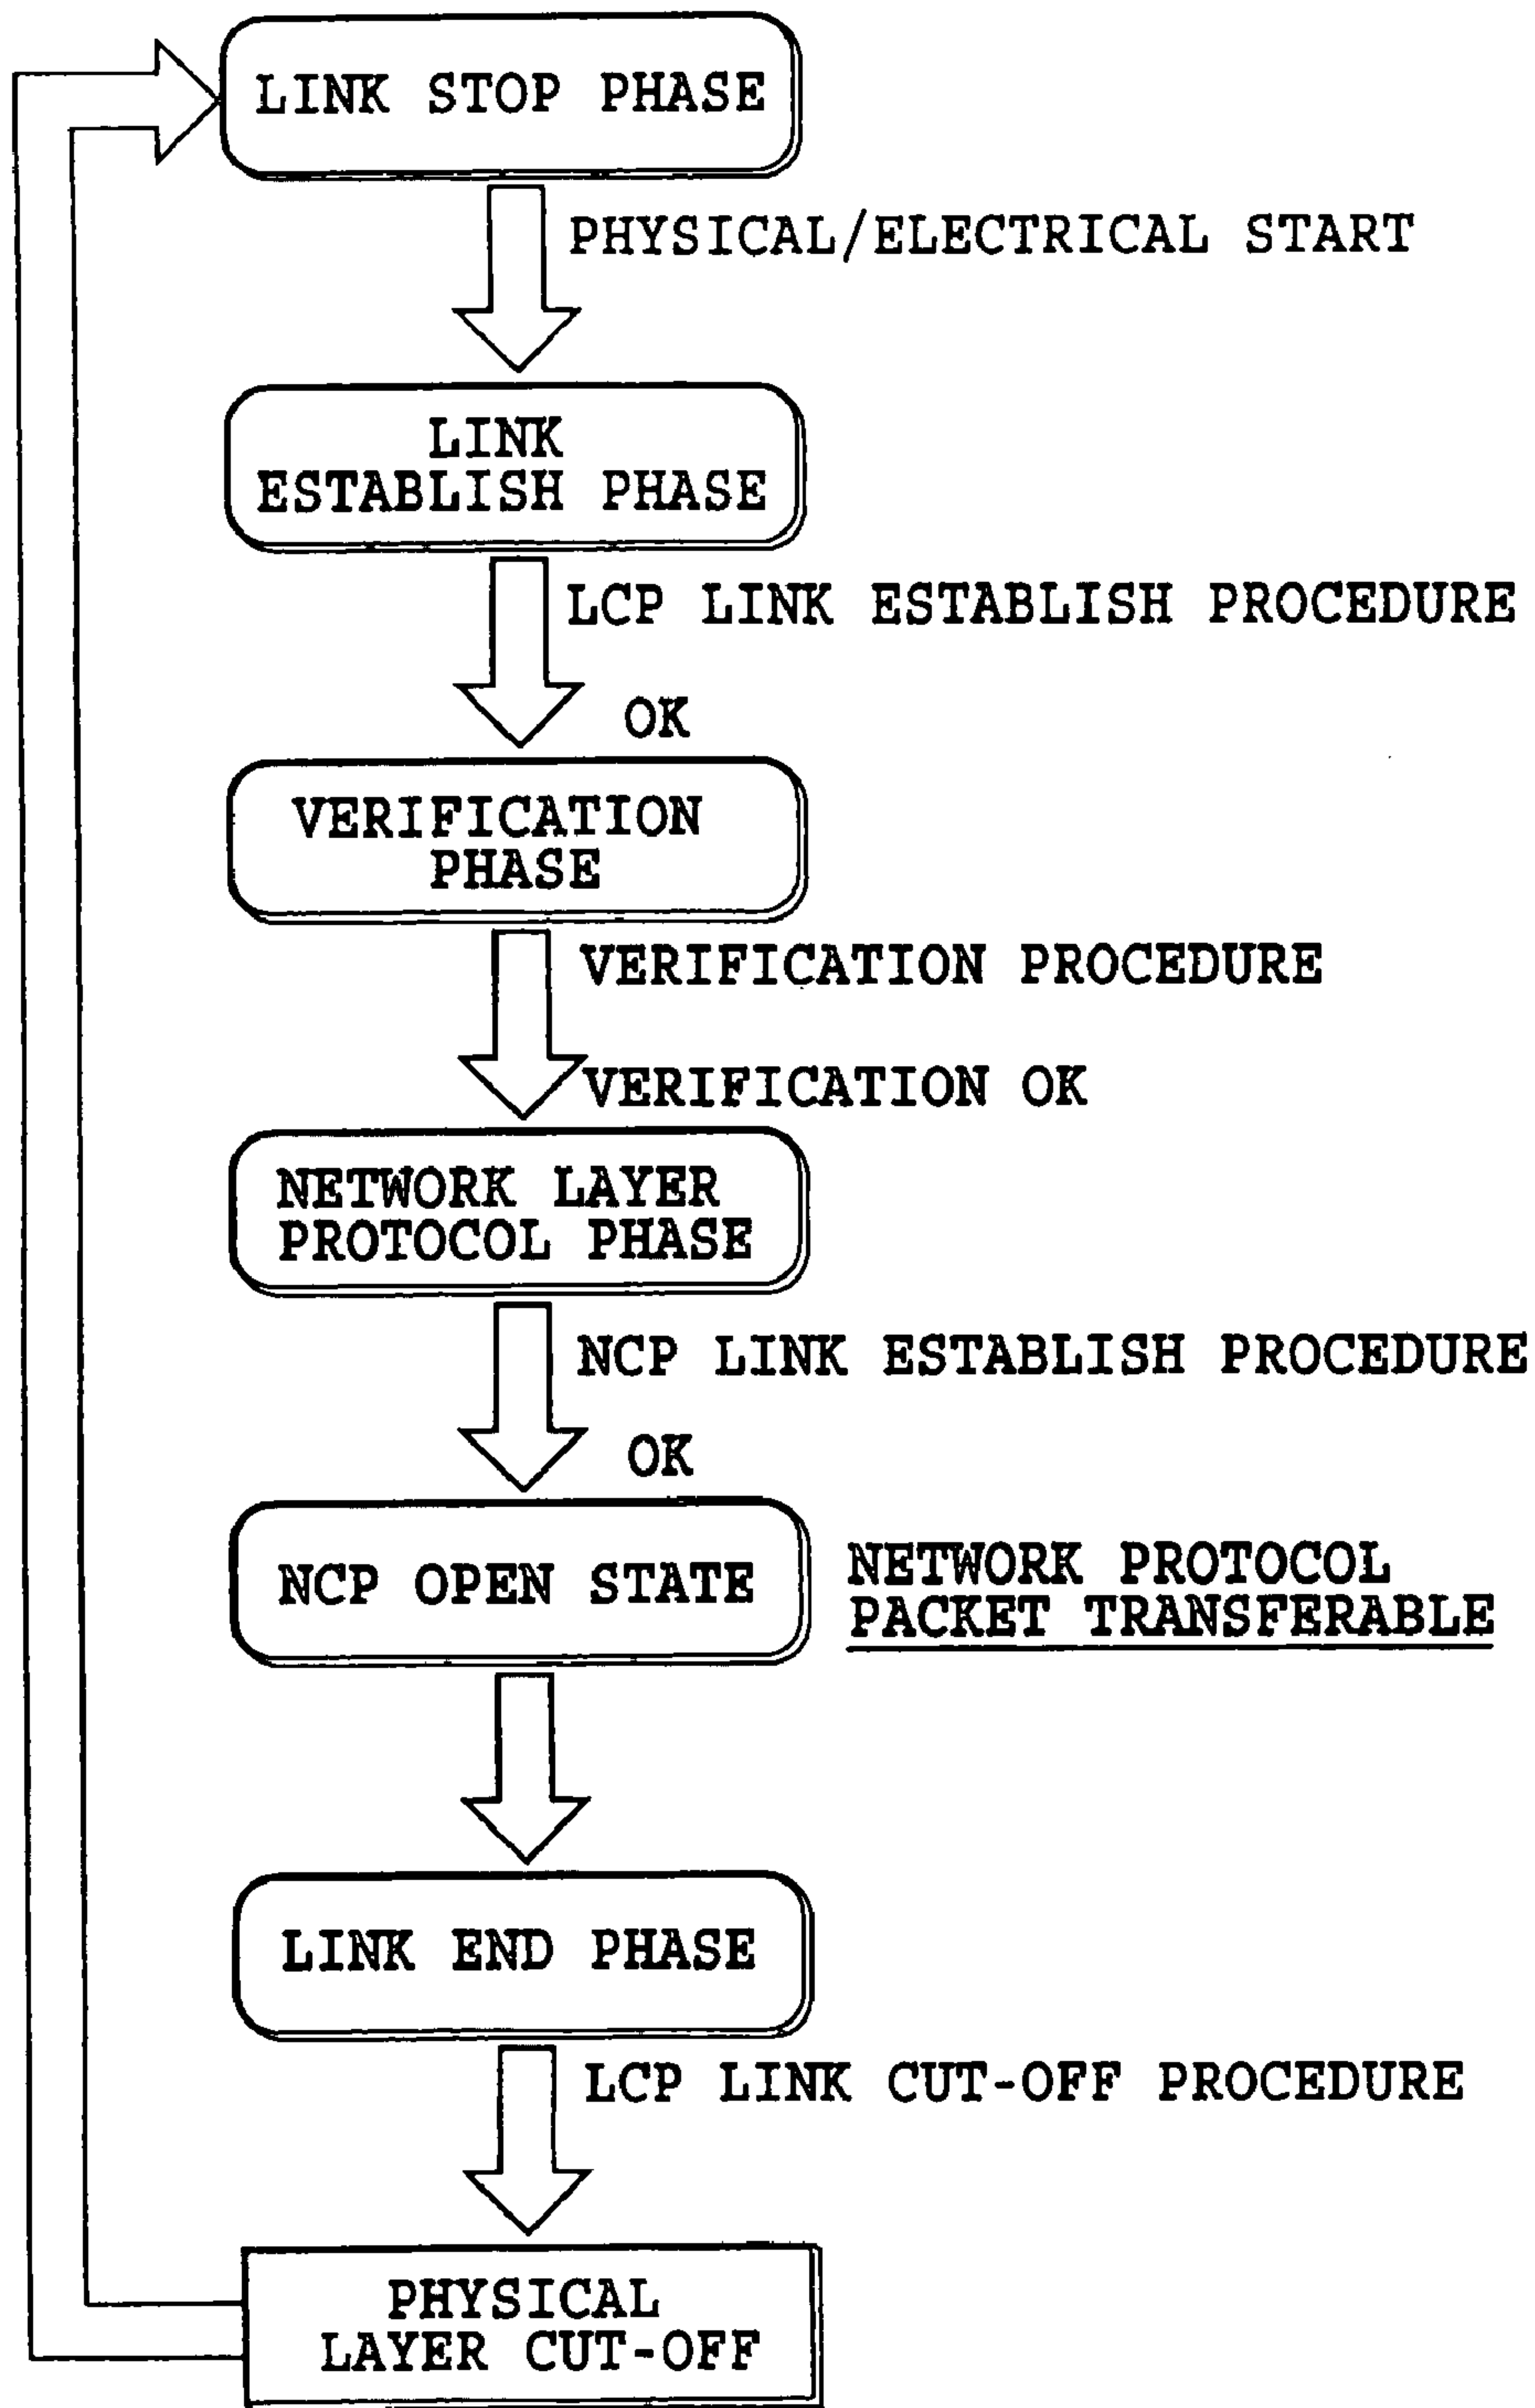 LINK STOP PHASE
PHYSICAL/ELECTRICAL START
LINK
ESTABLISH PHASE
LCP LINK ESTABLISH PROCEDURE
OK
VERIFICATION
PHASE
VERIFICATION PROCEDURE
VERIFICATION OK
NETWORK LAYER
PROTOCOL PHASE
NCP LINK ESTABLISH PROCEDURE
OK
NCP OPEN STATE
NETWORK PROTOCOL
PACKET TRANSFERABLE
LINK END PHASE
LCP LINK CUT-OFF PROCEDURE
PHYSICAL
LAYER CUT-OFF